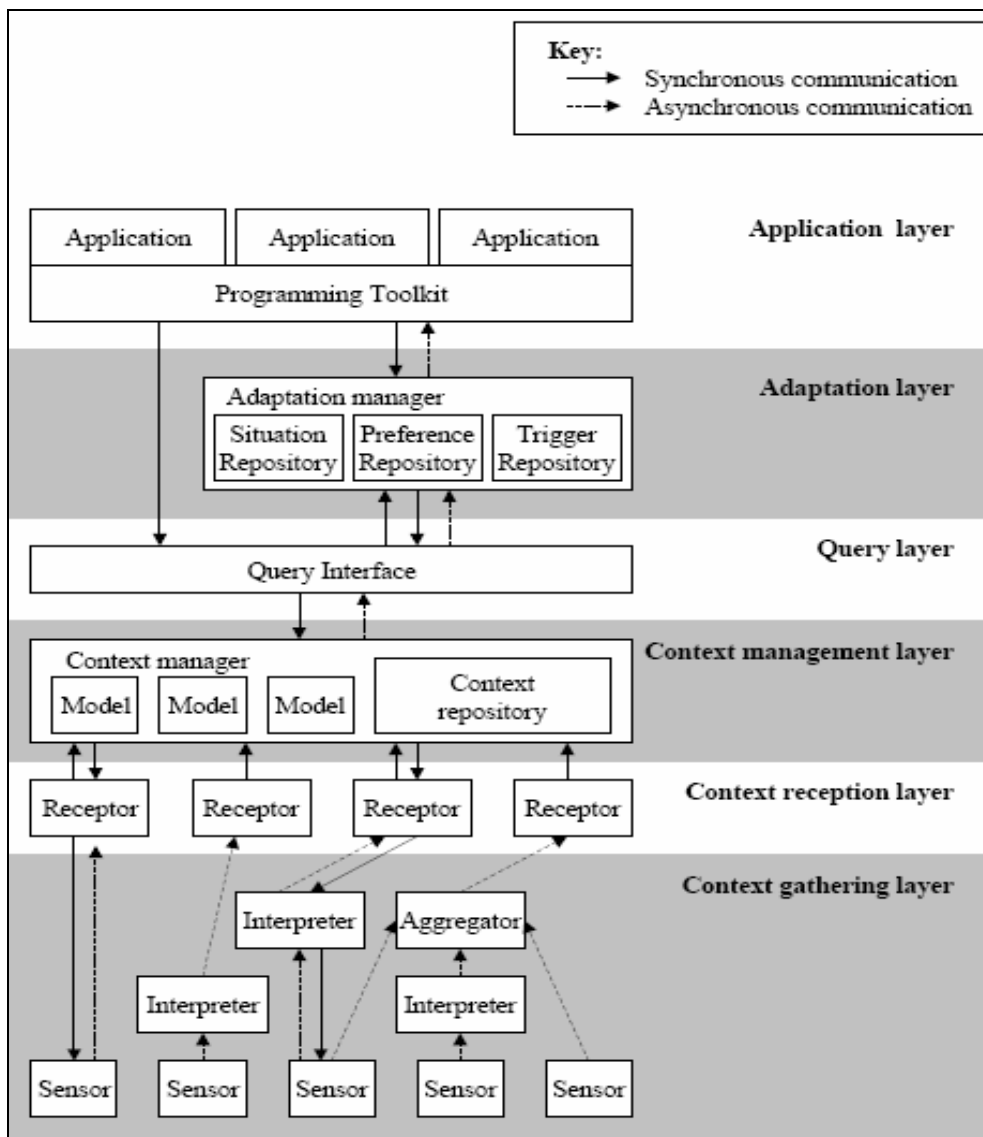 Key:
Synchronous communication
Asynchronous communication
Application Application Application
Application layer
Programming Toolkit
Adaptation layer
Adaptation manager
Situation Repository
Preference Repository
Trigger Repository
Query layer
Query Interface
Context management layer
Context manager
Model Model Model
Context repository
Receptor Receptor Receptor Receptor
Context reception layer
Context gathering layer
Interpreter Aggregator
Interpreter Interpreter
Sensor Sensor Sensor Sensor Sensor